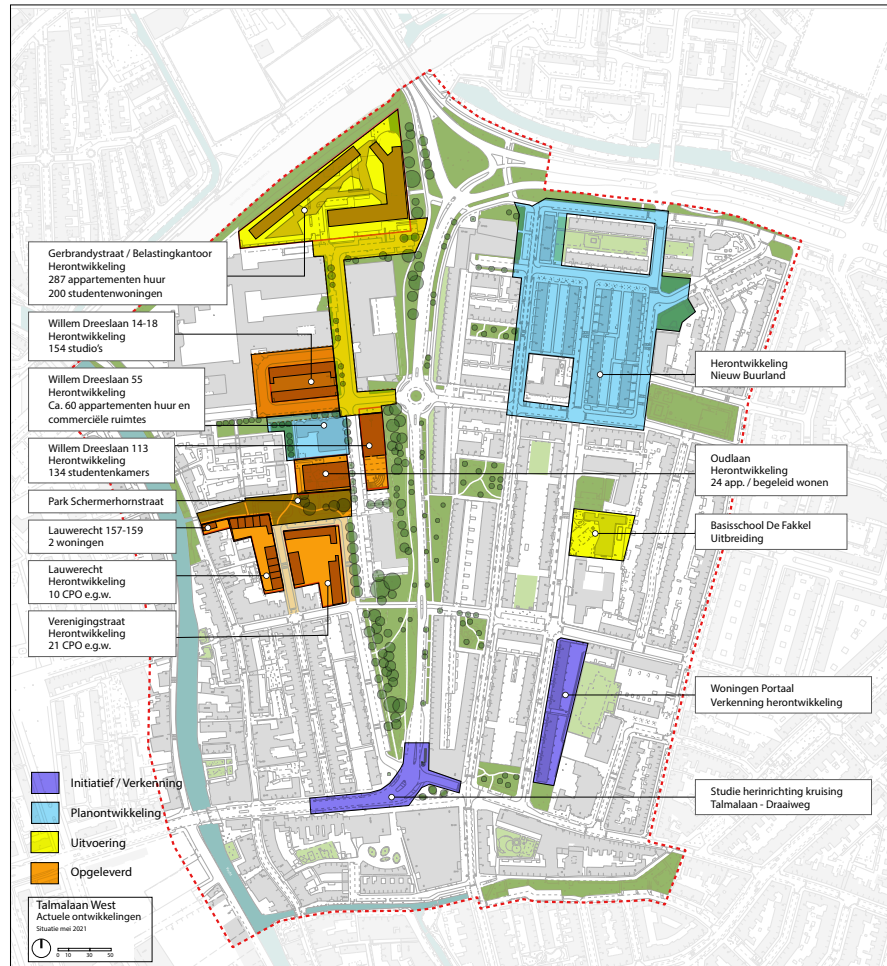 Gerbrandystraat / Belastingkantoor
Herontwikkeling
287 appartementen huur
200 studentenwoningen
Willem Dreeslaan 14-18
Herontwikkeling
154 studio's
Willem Dreeslaan 55
Herontwikkeling
Ca. 60 appartementen huur en
commerciële ruimtes
Willem Dreeslaan 113
Herontwikkeling
134 studentenkamers
Park Schermerhornstraat
Lauwerecht 157-159
2 woningen
Lauwerecht
Herontwikkeling
10 CPO e.g.w.
Verenigingstraat
Herontwikkeling
21 CPO e.g.w.
Herontwikkeling
Nieuw Buurland
Oudlaan
Herontwikkeling
24 app. / begeleid wonen
Basisschool De Fakkel
Uitbreiding
Woningen Portaal
Verkenning herontwikkeling
Studie herinrichting kruising
Talmalaan - Draaiweg
Initiatief / Verkenning
Planontwikkeling
Uitvoering
Opgeleverd
Talmalaan West
Actuele ontwikkelingen
Situatie mei 2021
0 10 30 50